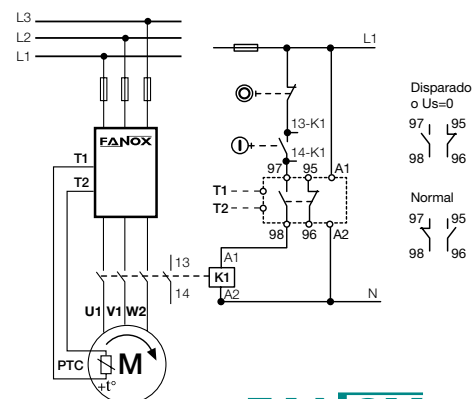 L3
L2
L1
FANOX
T1
T2
13
14
U1 V1 W2
PTC
M
+t°
L1
13-K1
14-K1
97 95 A1
T1
T2
98 96 A2
A1
K1
A2
N
Disparado
o Us=0
97 95
98 96
Normal
97 95
98 96
FANOX